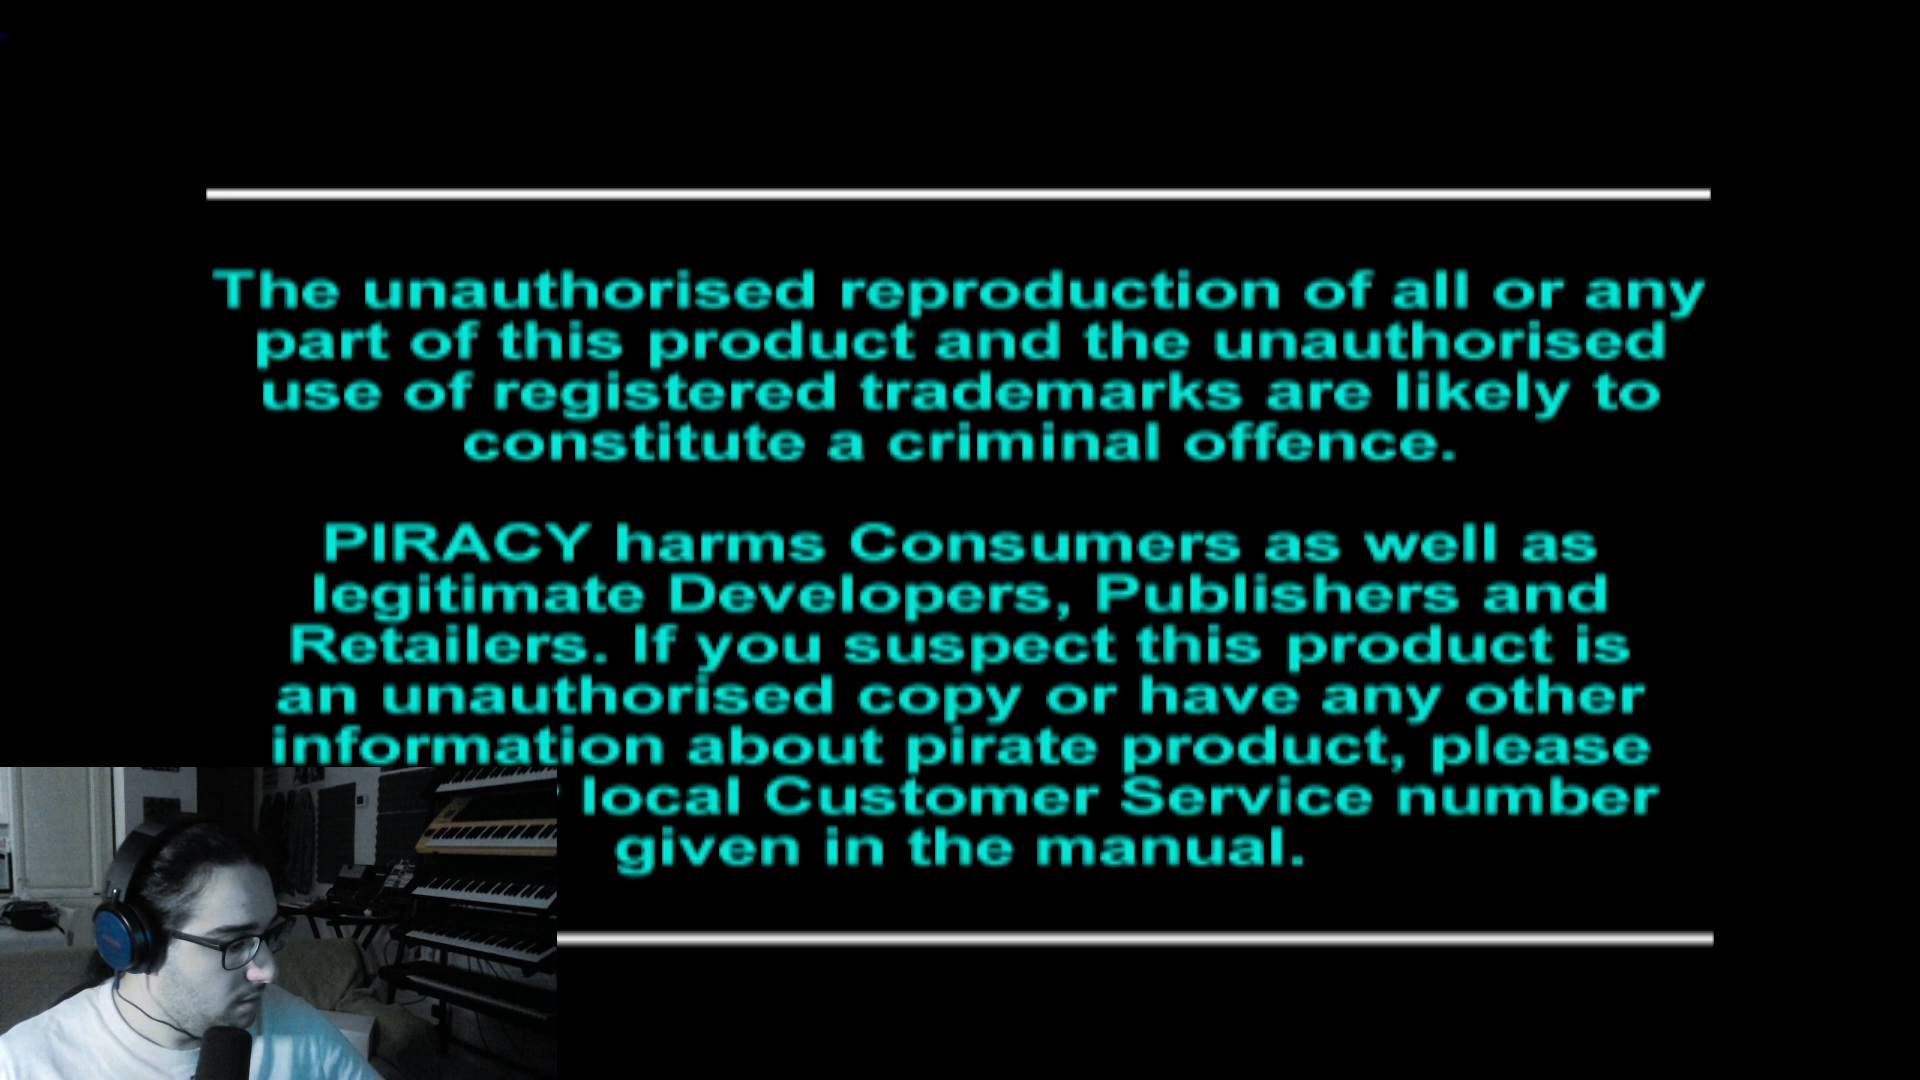 The unauthorised reproduction of all or any
part of this product and the unauthorised
use of registered trademarks are likely to
constitute a criminal offence.
PIRACY harms Consumers as well as
legitimate Developers, Publishers and
Retailers. If you suspect this product is
an unauthorised copy or have any other
information about pirate product, please
local Customer Service number
given in the manual.